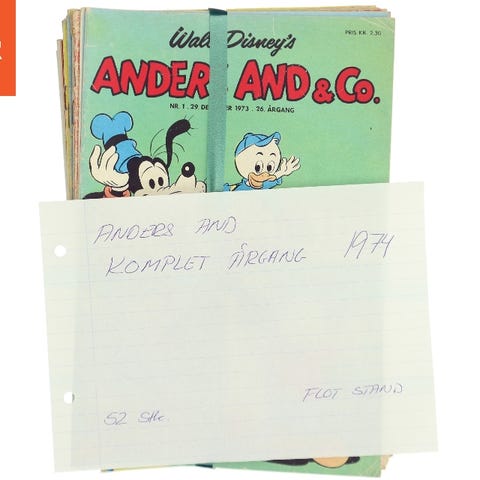 Walt Disney's
PRIS KR. 2.30
ANDERS AND & Co.
NR. 1 . 29. DECEMBER 1973 . 26. ÅRGANG
ANDERS AND
KOMPLET ÅRGANG 1974
FLOT STAND
52 Stk.